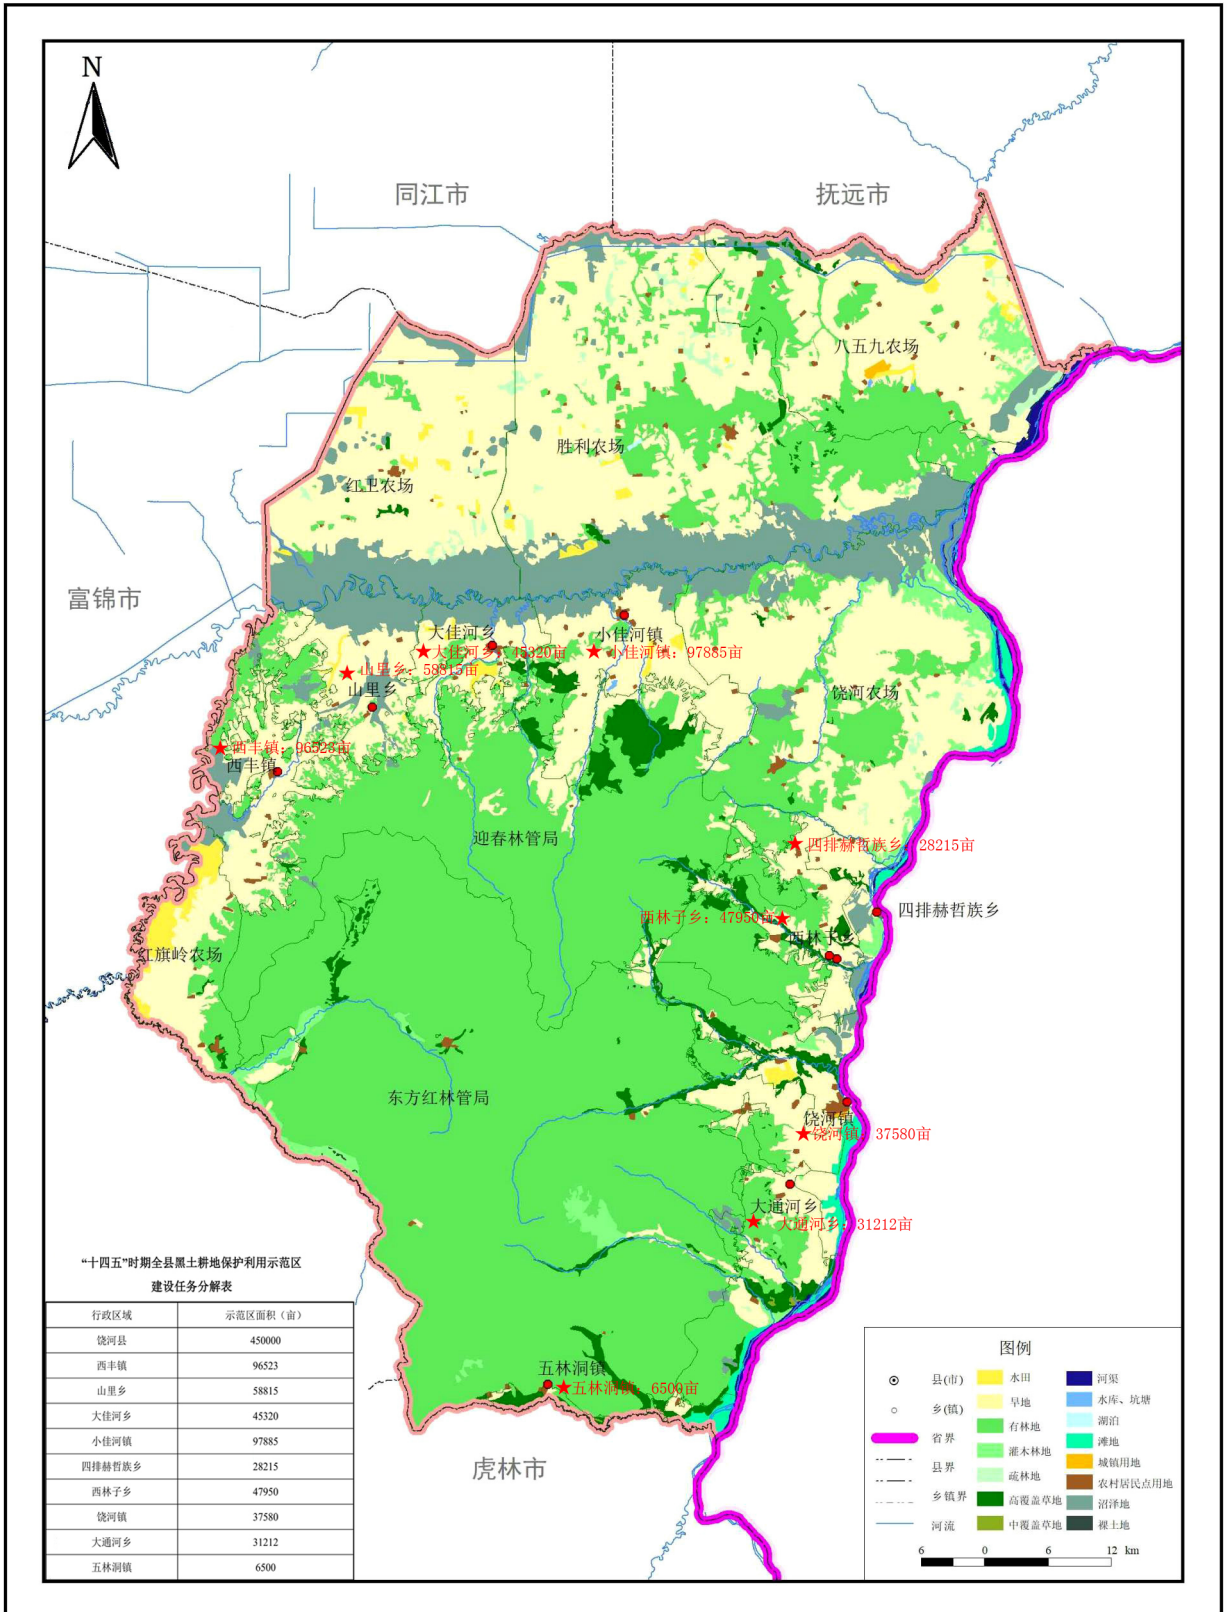 N
同江市
抚远市
八五九农场
胜利农场
红卫农场
富锦市
大佳河乡
小佳河镇
大佳河乡：45320亩
小佳河镇：97885亩
山里乡：58815亩
山里乡
饶河农场
西丰镇：96523亩
西丰镇
迎春林管局
四排赫哲族乡：28215亩
四排赫哲族乡
西林子乡：47950亩
西林子乡
红旗岭农场
东方红林管局
饶河镇
饶河镇：37580亩
大通河乡
大通河乡：31212亩
五林洞镇
五林洞镇：6500亩
虎林市
“十四五”时期全县黑土耕地保护利用示范区
建设任务分解表
行政区域 示范区面积（亩）
饶河县 450000
西丰镇 96523
山里乡 58815
大佳河乡 45320
小佳河镇 97885
四排赫哲族乡 28215
西林子乡 47950
饶河镇 37580
大通河乡 31212
五林洞镇 6500
图例
县(市)
乡(镇)
省界
县界
乡镇界
河流
水田
旱地
有林地
灌木林地
疏林地
高覆盖草地
中覆盖草地
河渠
水库、坑塘
湖泊
滩地
城镇用地
农村居民点用地
沼泽地
裸土地
6 0 6 12 km